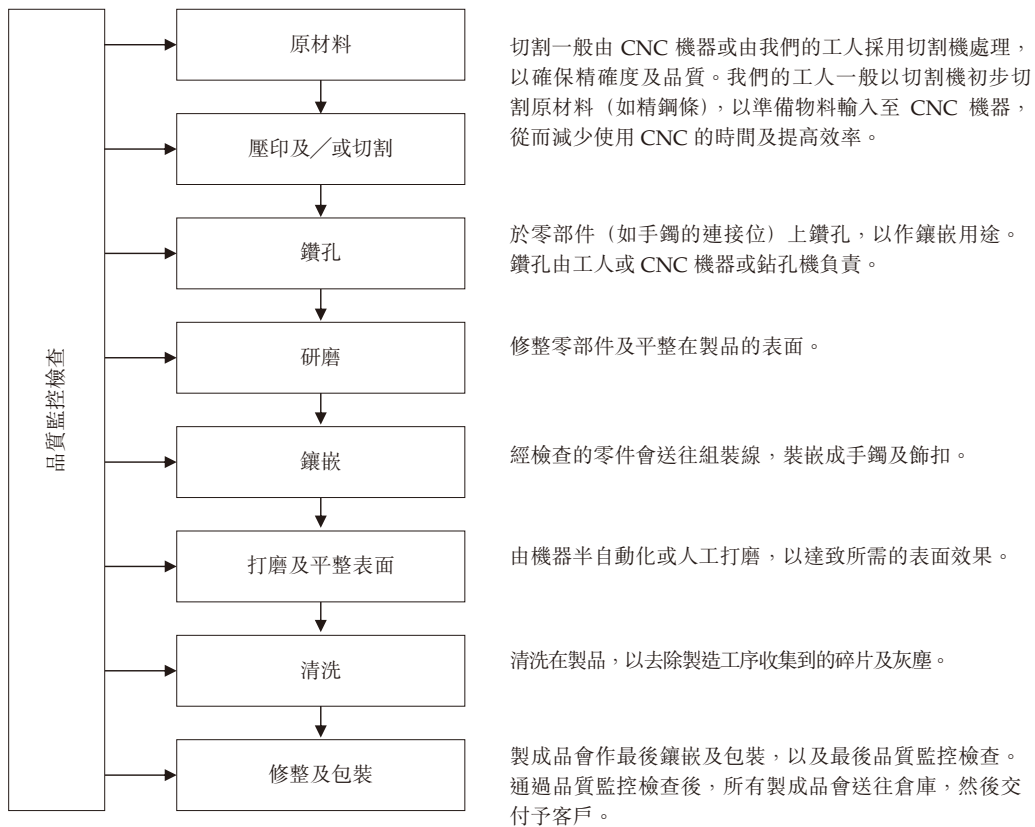 品質監控檢查
原材料
切割一般由 CNC 機器或由我們的工人採用切割機處理，
以確保精確度及品質。我們的工人一般以切割機初步切
割原材料（如精鋼條），以準備物料輸入至 CNC 機器，
從而減少使用 CNC 的時間及提高效率。
壓印及╱或切割
鑽孔
於零部件（如手鐲的連接位）上鑽孔，以作鑲嵌用途。
鑽孔由工人或 CNC 機器或鉆孔機負責。
研磨
修整零部件及平整在製品的表面。
鑲嵌
經檢查的零件會送往組裝線，裝嵌成手鐲及飾扣。
打磨及平整表面
由機器半自動化或人工打磨，以達致所需的表面效果。
清洗
清洗在製品，以去除製造工序收集到的碎片及灰塵。
修整及包裝
製成品會作最後鑲嵌及包裝，以及最後品質監控檢查。
通過品質監控檢查後，所有製成品會送往倉庫，然後交
付予客戶。